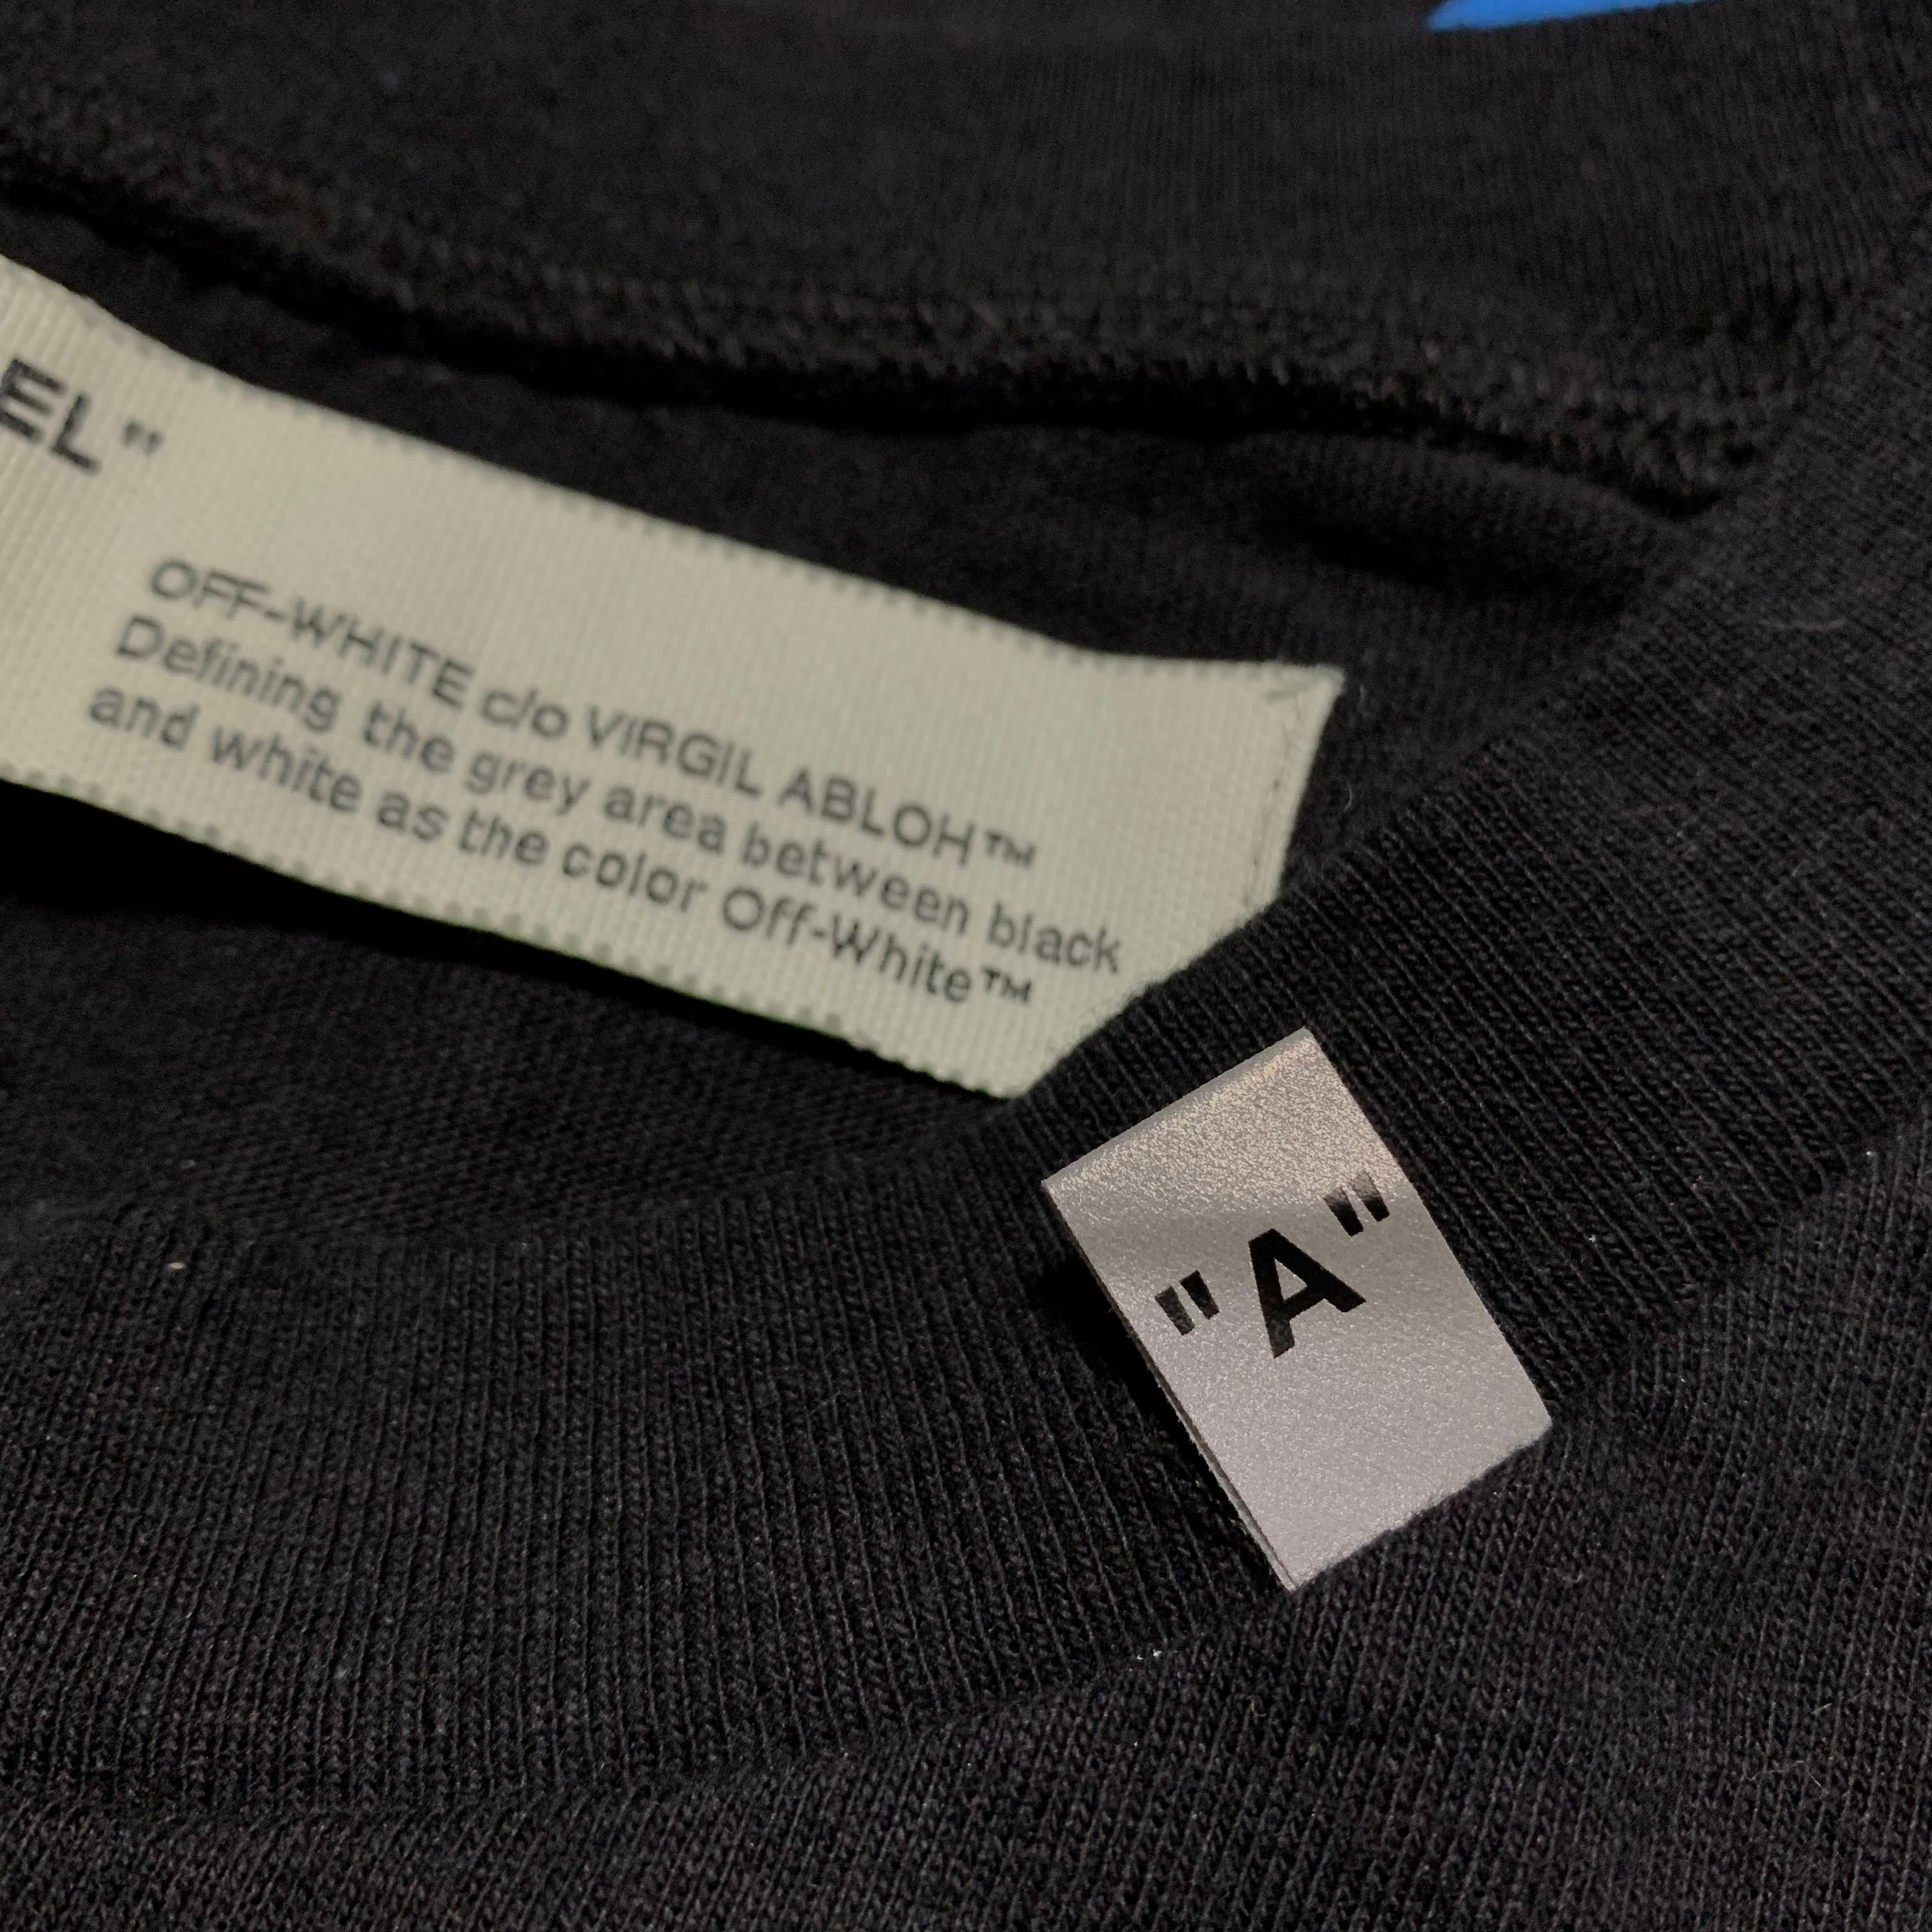 EL"
OFF-WHITE c/o VIRGIL ABLOH™
Defining the grey area between black
and white as the color Off-White™
"A"